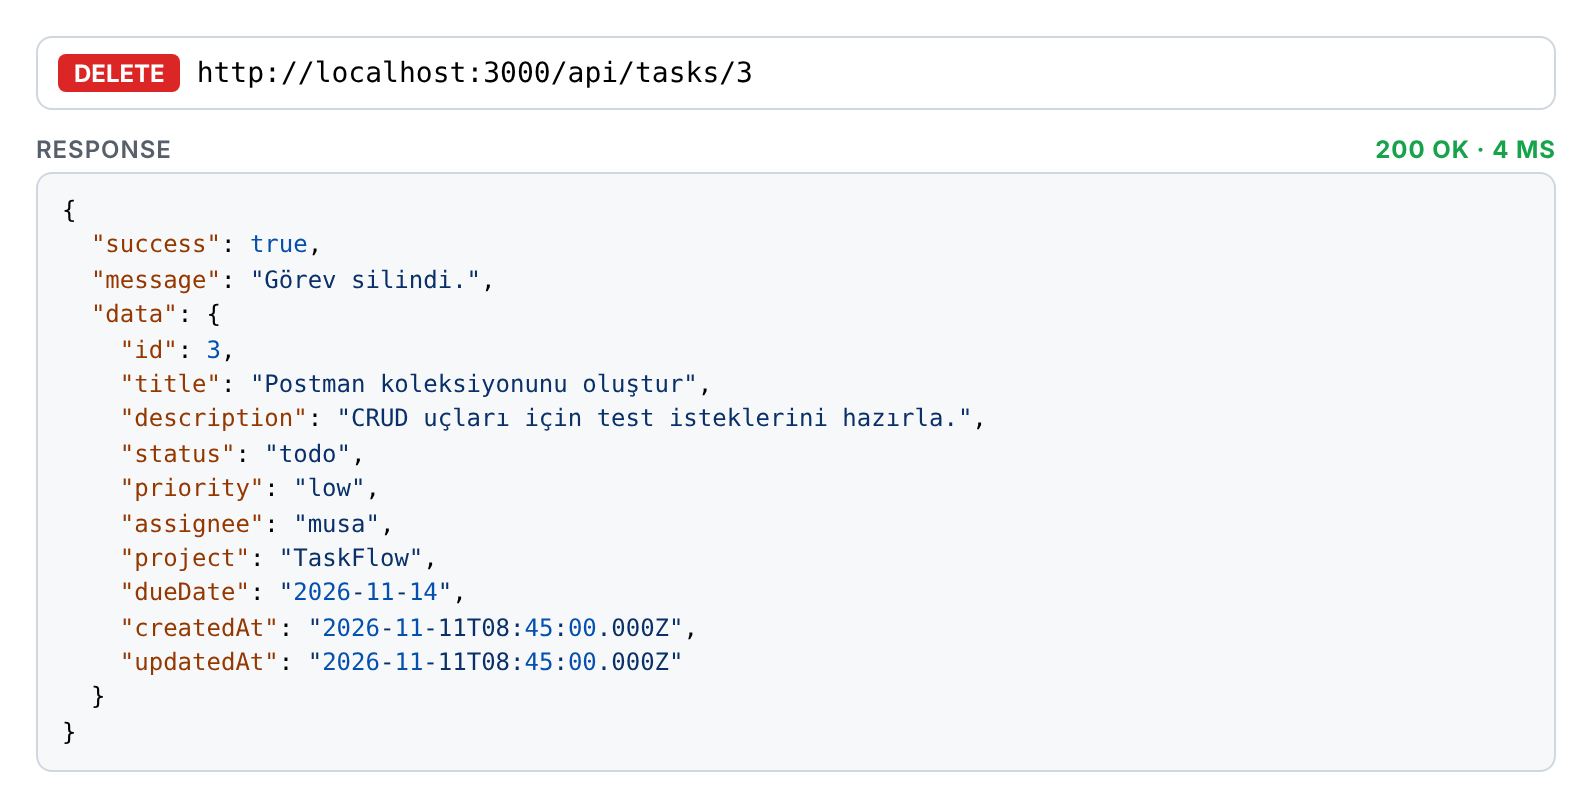 DELETE http://localhost:3000/api/tasks/3
RESPONSE 200 OK · 4 MS
{
  "success": true,
  "message": "Görev silindi.",
  "data": {
    "id": 3,
    "title": "Postman koleksiyonunu oluştur",
    "description": "CRUD uçları için test isteklerini hazırla.",
    "status": "todo",
    "priority": "low",
    "assignee": "musa",
    "project": "TaskFlow",
    "dueDate": "2026-11-14",
    "createdAt": "2026-11-11T08:45:00.000Z",
    "updatedAt": "2026-11-11T08:45:00.000Z"
  }
}